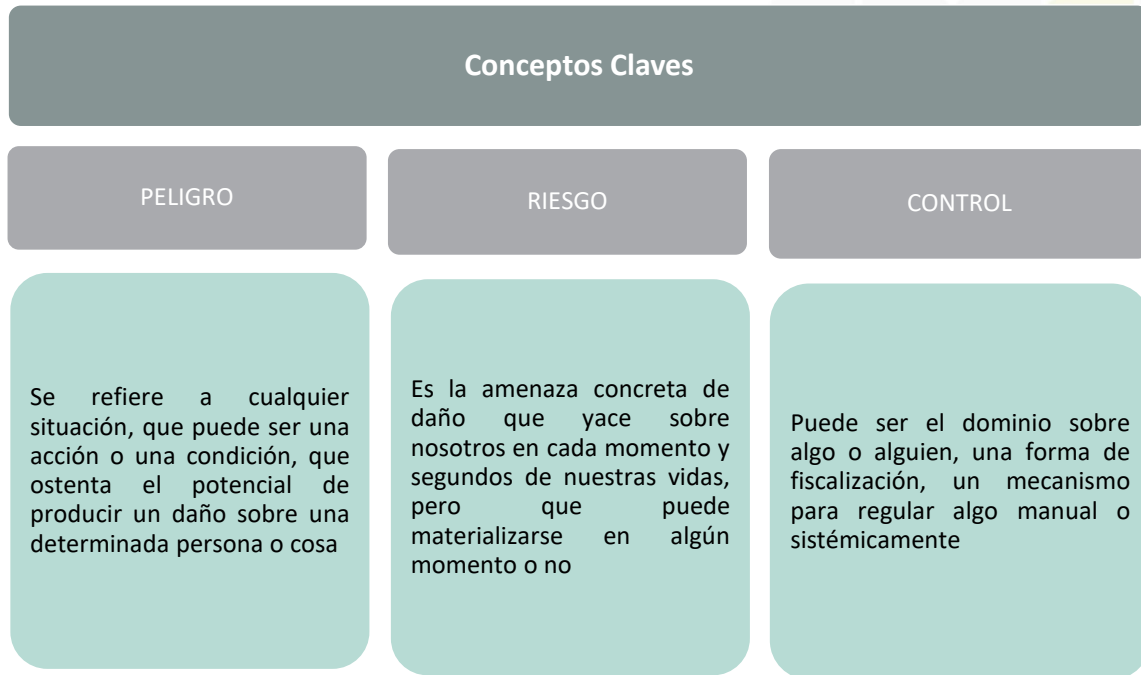 Conceptos Claves
PELIGRO
RIESGO
CONTROL
Se refiere a cualquier
situación, que puede ser una
acción o una condición, que
ostenta el potencial de
producir un daño sobre una
determinada persona o cosa
Es la amenaza concreta de
daño que yace sobre
nosotros en cada momento y
segundos de nuestras vidas,
pero que puede
materializarse en algún
momento o no
Puede ser el dominio sobre
algo o alguien, una forma de
fiscalización, un mecanismo
para regular algo manual o
sistémicamente